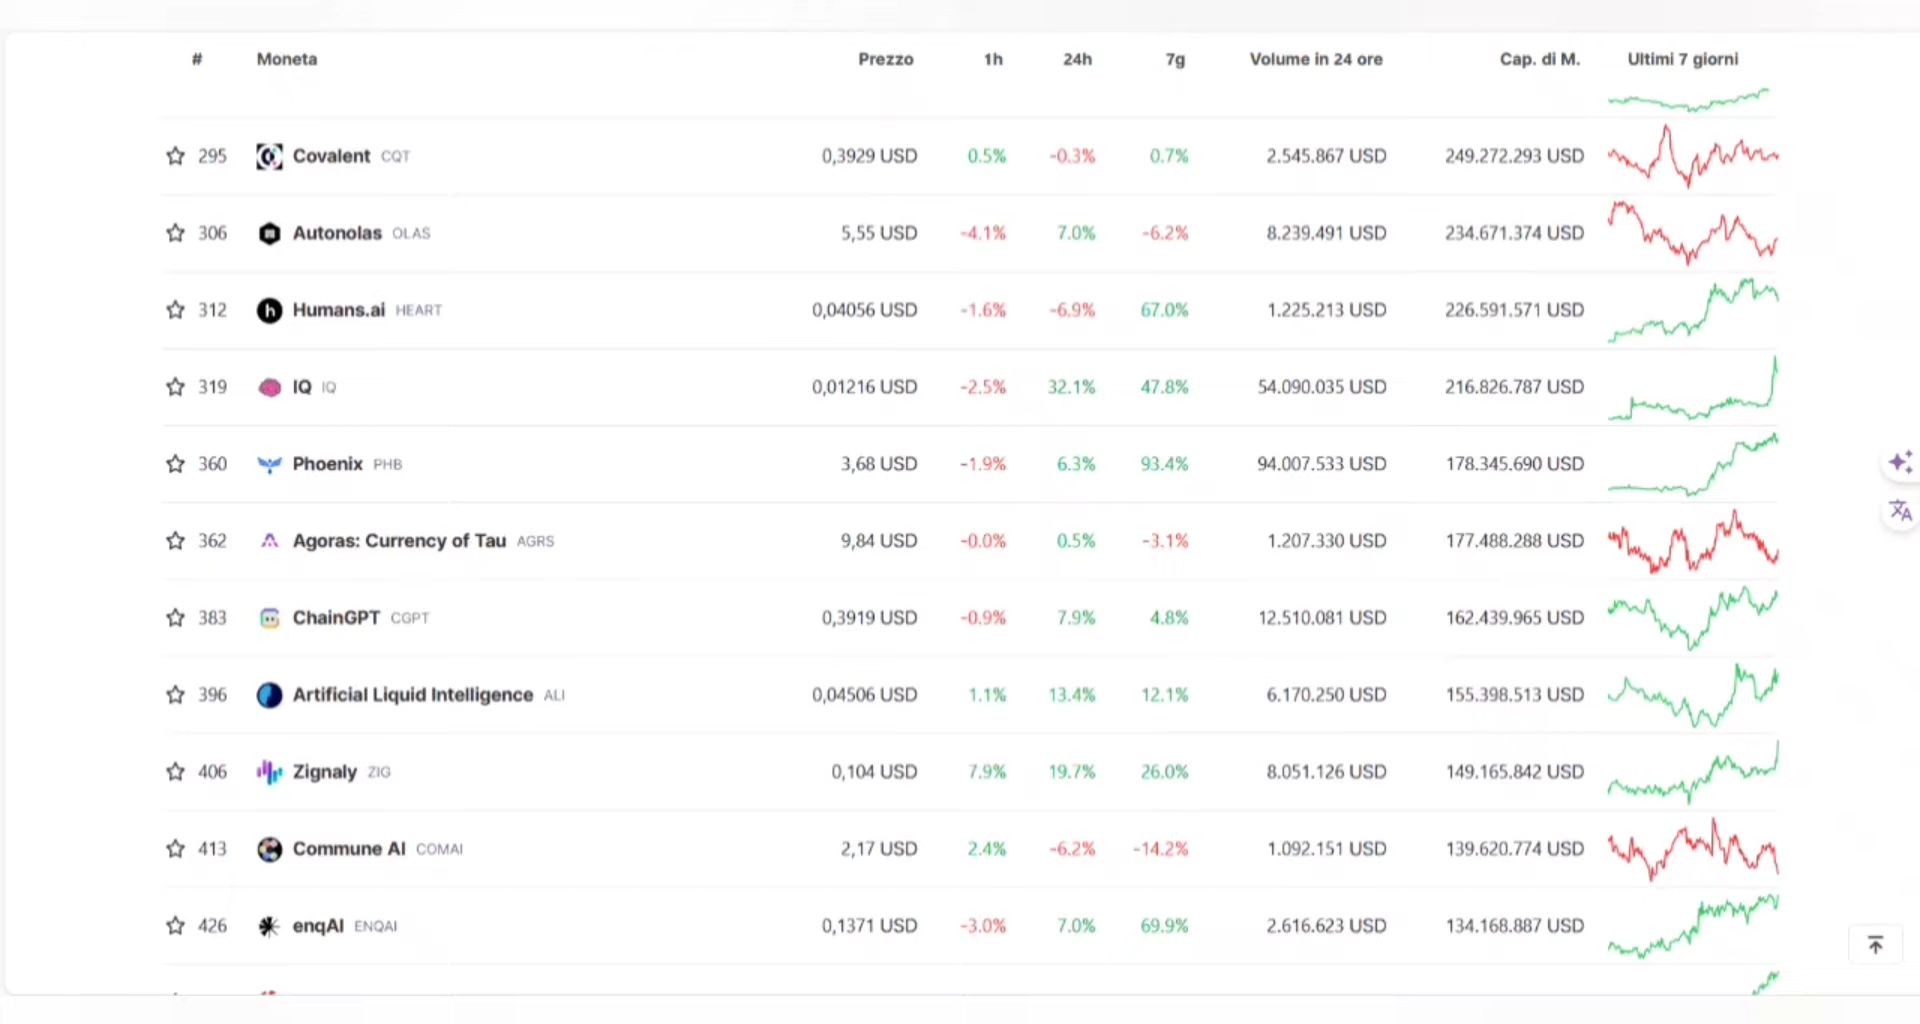 # Moneta Prezzo 1h 24h 7g Volume in 24 ore Cap. di M. Ultimi 7 giorni
295 Covalent CQT 0,3929 USD 0.5% -0.3% 0.7% 2.545.867 USD 249.272.293 USD
306 Autonolas OLAS 5,55 USD -4.1% 7.0% -6.2% 8.239.491 USD 234.671.374 USD
312 Humans.ai HEART 0,04056 USD -1.6% -6.9% 67.0% 1.225.213 USD 226.591.571 USD
319 IQ IQ 0,01216 USD -2.5% 32.1% 47.8% 54.090.035 USD 216.826.787 USD
360 Phoenix PHB 3,68 USD -1.9% 6.3% 93.4% 94.007.533 USD 178.345.690 USD
362 Agoras: Currency of Tau AGRS 9,84 USD -0.0% 0.5% -3.1% 1.207.330 USD 177.488.288 USD
383 ChainGPT CGPT 0,3919 USD -0.9% 7.9% 4.8% 12.510.081 USD 162.439.965 USD
396 Artificial Liquid Intelligence ALI 0,04506 USD 1.1% 13.4% 12.1% 6.170.250 USD 155.398.513 USD
406 Zignaly ZIG 0,104 USD 7.9% 19.7% 26.0% 8.051.126 USD 149.165.842 USD
413 Commune AI COMAI 2,17 USD 2.4% -6.2% -14.2% 1.092.151 USD 139.620.774 USD
426 enqAI ENQAI 0,1371 USD -3.0% 7.0% 69.9% 2.616.623 USD 134.168.887 USD